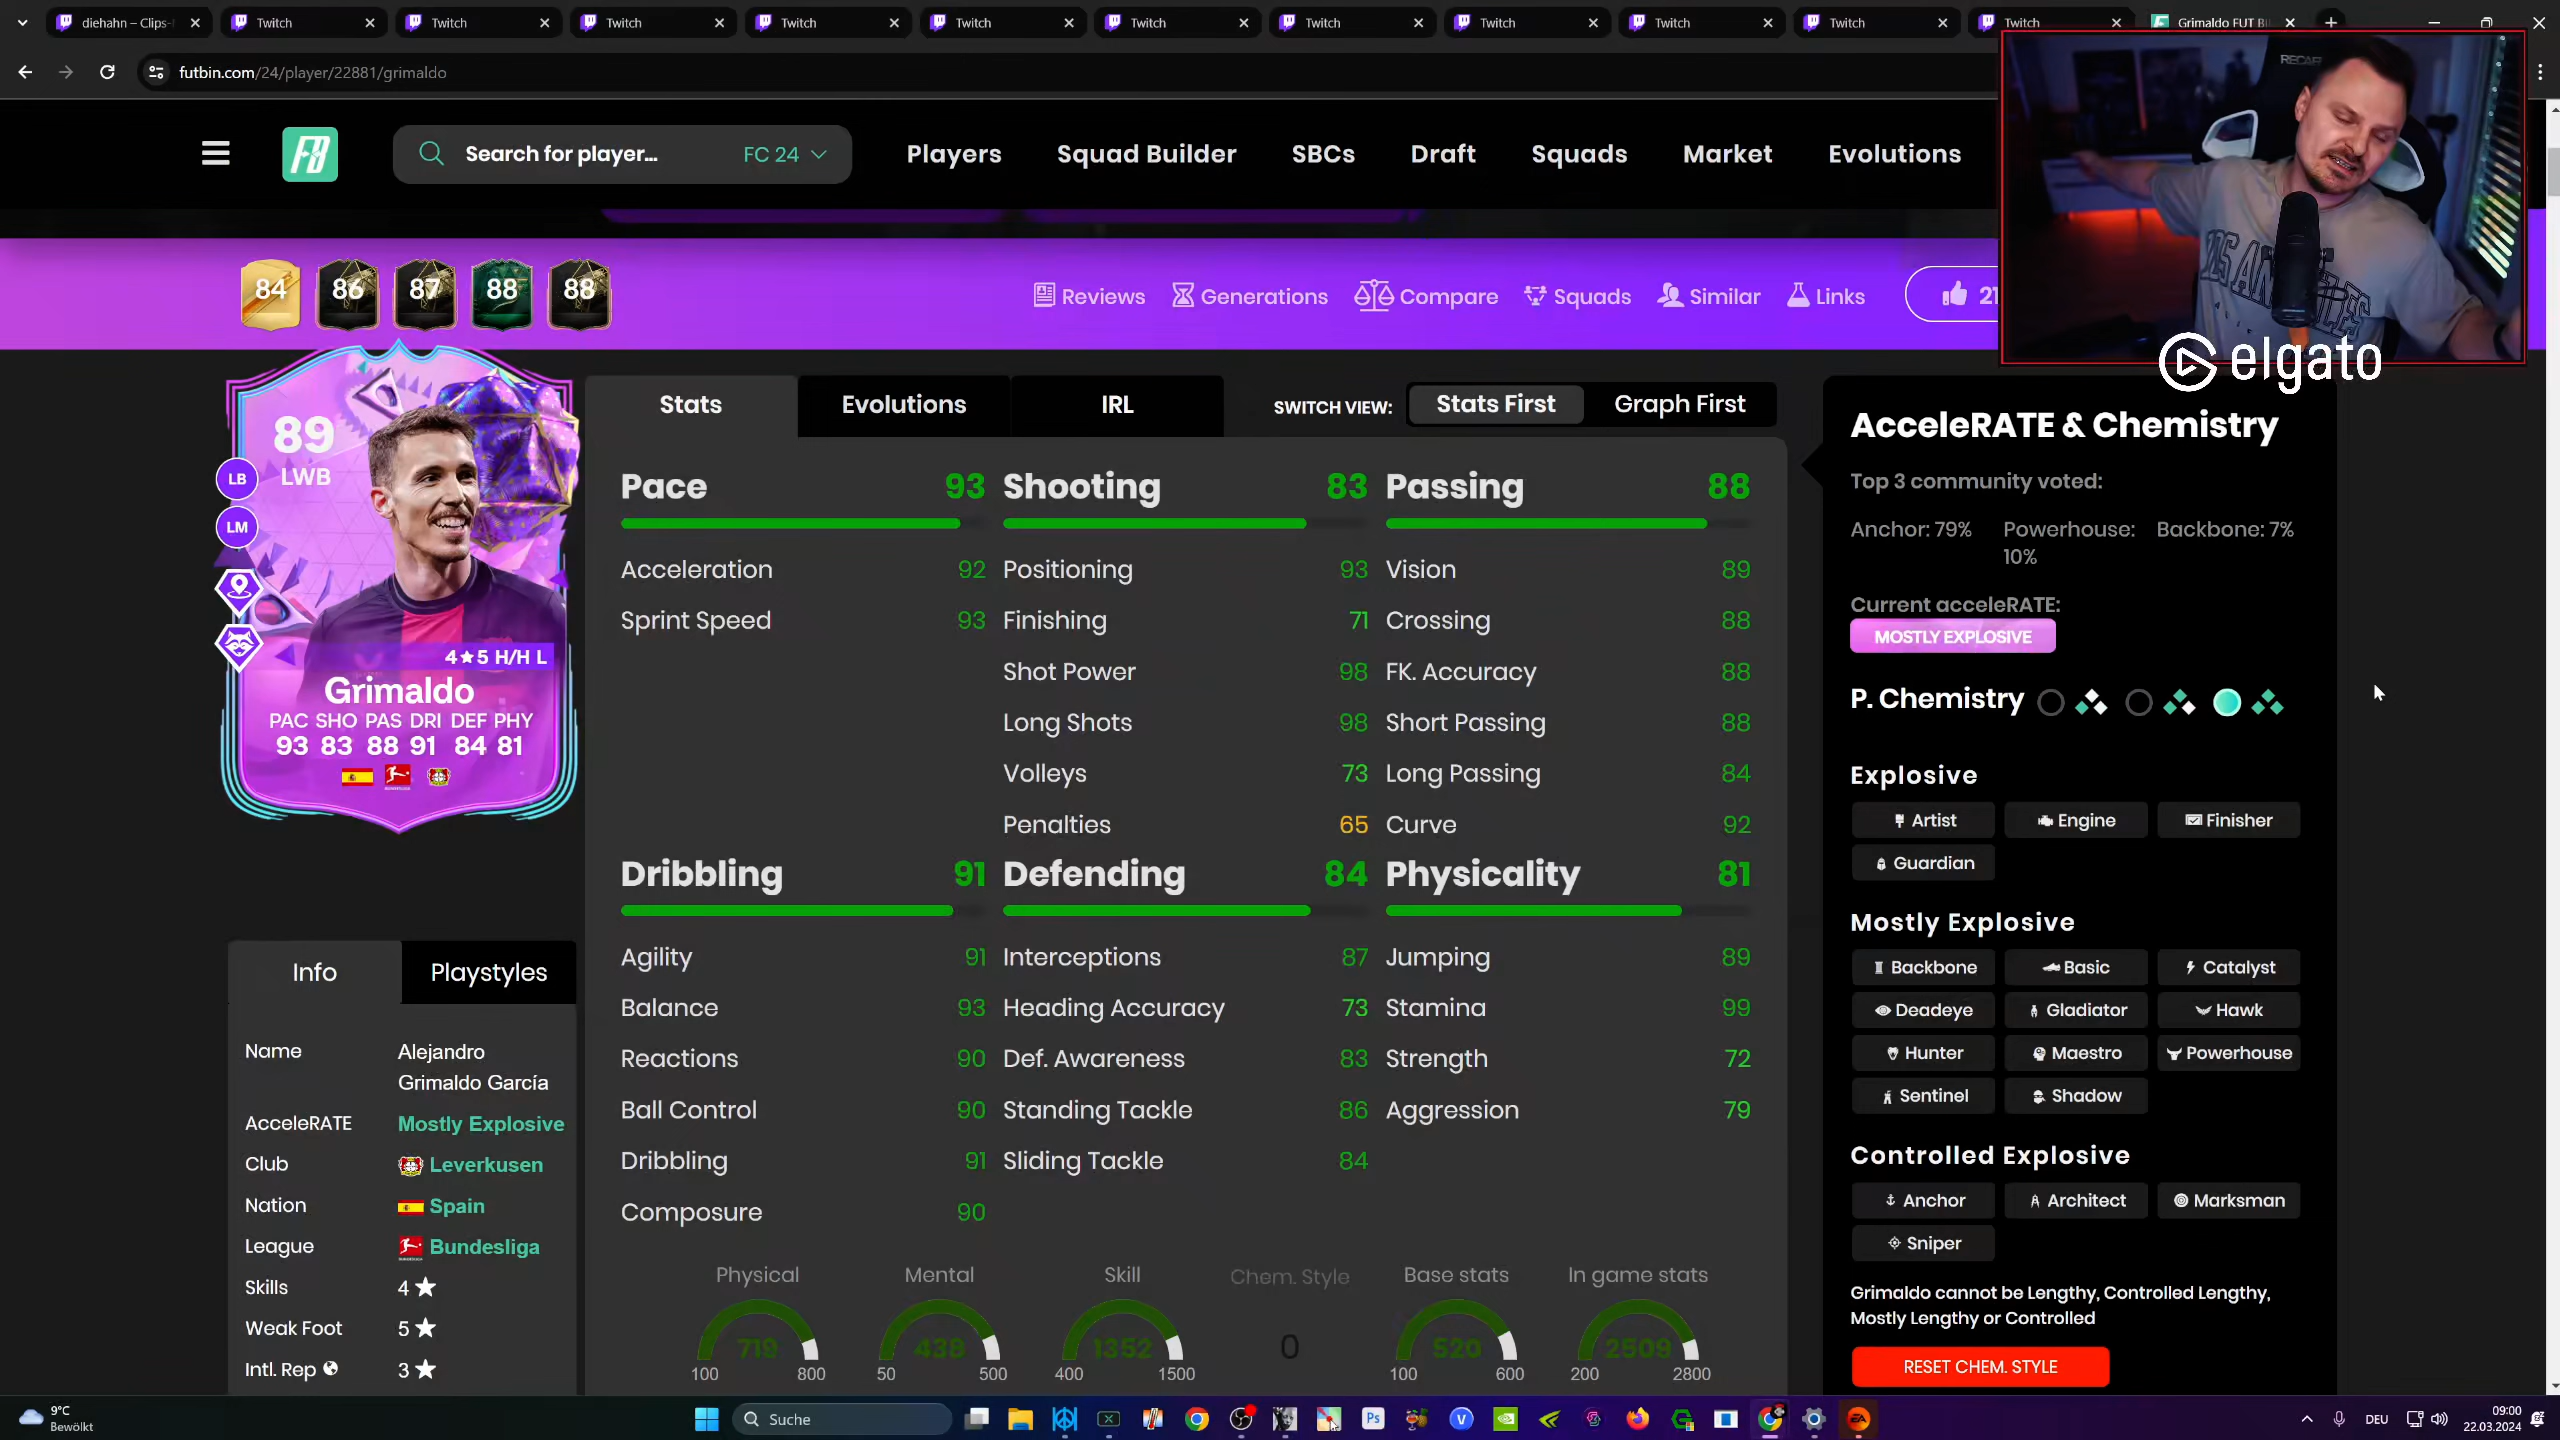 diehahn – Clips-
Twitch
Twitch
Twitch
Twitch
Twitch
Twitch
Twitch
Twitch
Twitch
Twitch
Twitch
Grimaldo FUT BI
futbin.com/24/player/22881/grimaldo
RECAR
Search for player...
FC 24
Players
Squad Builder
SBCs
Draft
Squads
Market
Evolutions
84
86
87
88
88
Reviews
Generations
Compare
Squads
Similar
Links
21
elgato
89
LWB
LB
LM
4★5 H/H L
Grimaldo
PAC SHO PAS DRI DEF PHY
93 83 88 91 84 81
Stats
Evolutions
IRL
SWITCH VIEW:
Stats First
Graph First
Pace 93
Acceleration 92
Sprint Speed 93
Shooting 83
Positioning 93
Finishing 71
Shot Power 98
Long Shots 98
Volleys 73
Penalties 65
Passing 88
Vision 89
Crossing 88
FK. Accuracy 88
Short Passing 88
Long Passing 84
Curve 92
Dribbling 91
Agility 91
Balance 93
Reactions 90
Ball Control 90
Dribbling 91
Composure 90
Defending 84
Interceptions 87
Heading Accuracy 73
Def. Awareness 83
Standing Tackle 86
Sliding Tackle 84
Physicality 81
Jumping 89
Stamina 99
Strength 72
Aggression 79
Physical
719
100 800
Mental
438
50 500
Skill
1352
400 1500
Chem. Style
0
Base stats
520
100 600
In game stats
2509
200 2800
Info
Playstyles
Name Alejandro
Grimaldo García
AcceleRATE Mostly Explosive
Club Leverkusen
Nation Spain
League Bundesliga
Skills 4 ★
Weak Foot 5 ★
Intl. Rep 3 ★
AcceleRATE & Chemistry
Top 3 community voted:
Anchor: 79% Powerhouse: Backbone: 7%
10%
Current acceleRATE:
MOSTLY EXPLOSIVE
P. Chemistry
Explosive
Artist
Engine
Finisher
Guardian
Mostly Explosive
Backbone
Basic
Catalyst
Deadeye
Gladiator
Hawk
Hunter
Maestro
Powerhouse
Sentinel
Shadow
Controlled Explosive
Anchor
Architect
Marksman
Sniper
Grimaldo cannot be Lengthy, Controlled Lengthy,
Mostly Lengthy or Controlled
RESET CHEM. STYLE
9°C
Bewölkt
Suche
Ps
EA
DEU
09:00
22.03.2024